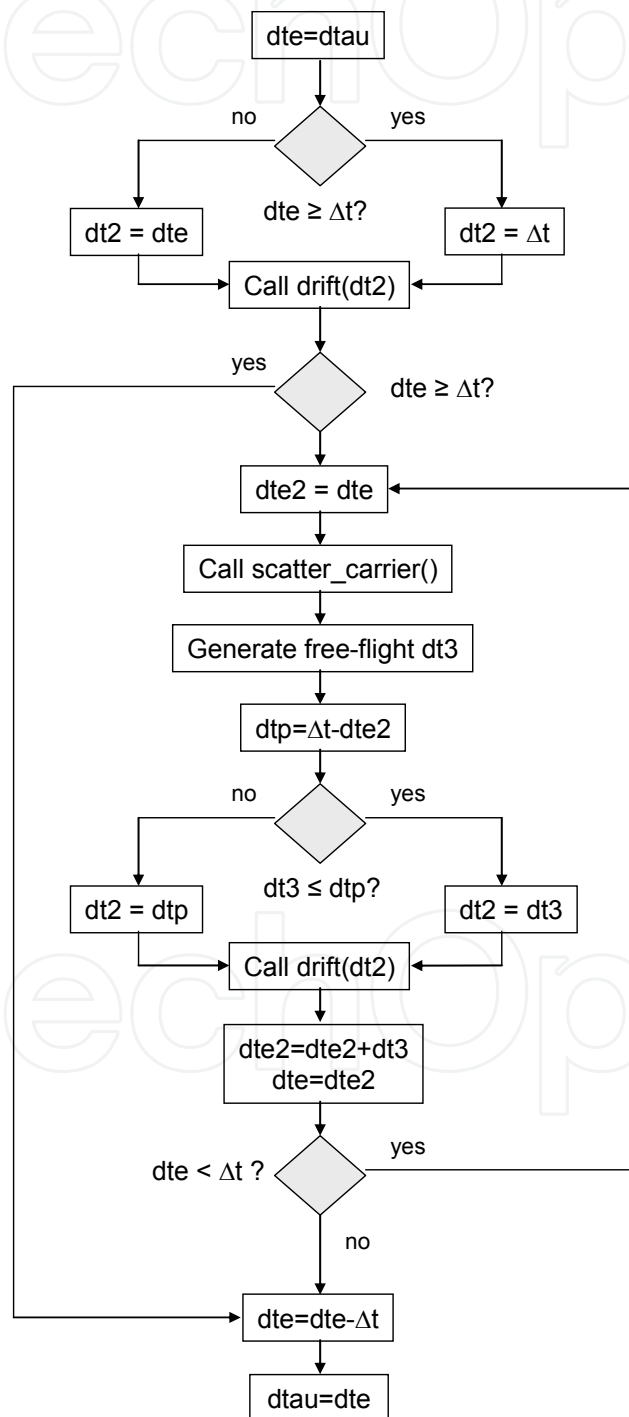 dte=dtau
no
yes
dte ≥ Δt?
dt2 = dte
dt2 = Δt
Call drift(dt2)
yes
dte ≥ Δt?
dte2 = dte
Call scatter_carrier()
Generate free-flight dt3
dtp=Δt-dte2
no
yes
dt3 ≤ dtp?
dt2 = dtp
dt2 = dt3
Call drift(dt2)
dte2=dte2+dt3
dte=dte2
dte < Δt ?
yes
no
dte=dte-Δt
dtau=dte